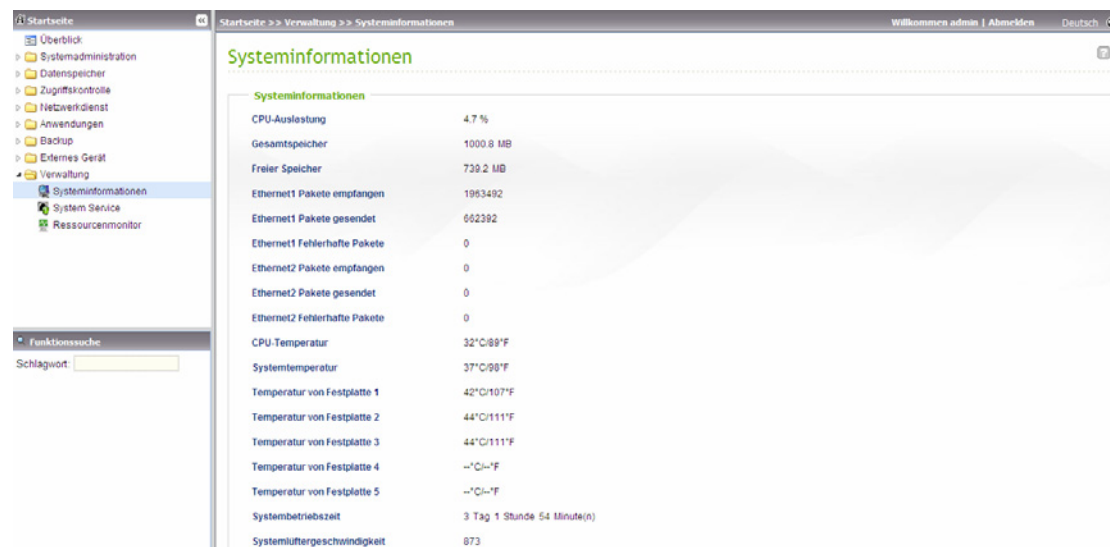 Startseite
Startseite >> Verwaltung >> Systeminformationen
Willkommen admin | Abmelden
Deutsch
Überblick
Systemadministration
Datenspeicher
Zugriffskontrolle
Netzwerkdienst
Anwendungen
Backup
Externes Gerät
Verwaltung
Systeminformationen
System Service
Ressourcenmonitor
Funktionssuche
Schlagwort:
Systeminformationen
Systeminformationen
CPU-Auslastung 4.7 %
Gesamtspeicher 1000.8 MB
Freier Speicher 739.2 MB
Ethernet1 Pakete empfangen 1963492
Ethernet1 Pakete gesendet 662392
Ethernet1 Fehlerhafte Pakete 0
Ethernet2 Pakete empfangen 0
Ethernet2 Pakete gesendet 0
Ethernet2 Fehlerhafte Pakete 0
CPU-Temperatur 32°C/89°F
Systemtemperatur 37°C/98°F
Temperatur von Festplatte 1 42°C/107°F
Temperatur von Festplatte 2 44°C/111°F
Temperatur von Festplatte 3 44°C/111°F
Temperatur von Festplatte 4 --°C/--°F
Temperatur von Festplatte 5 --°C/--°F
Systembetriebszeit 3 Tag 1 Stunde 54 Minute(n)
Systemlüftergeschwindigkeit 873